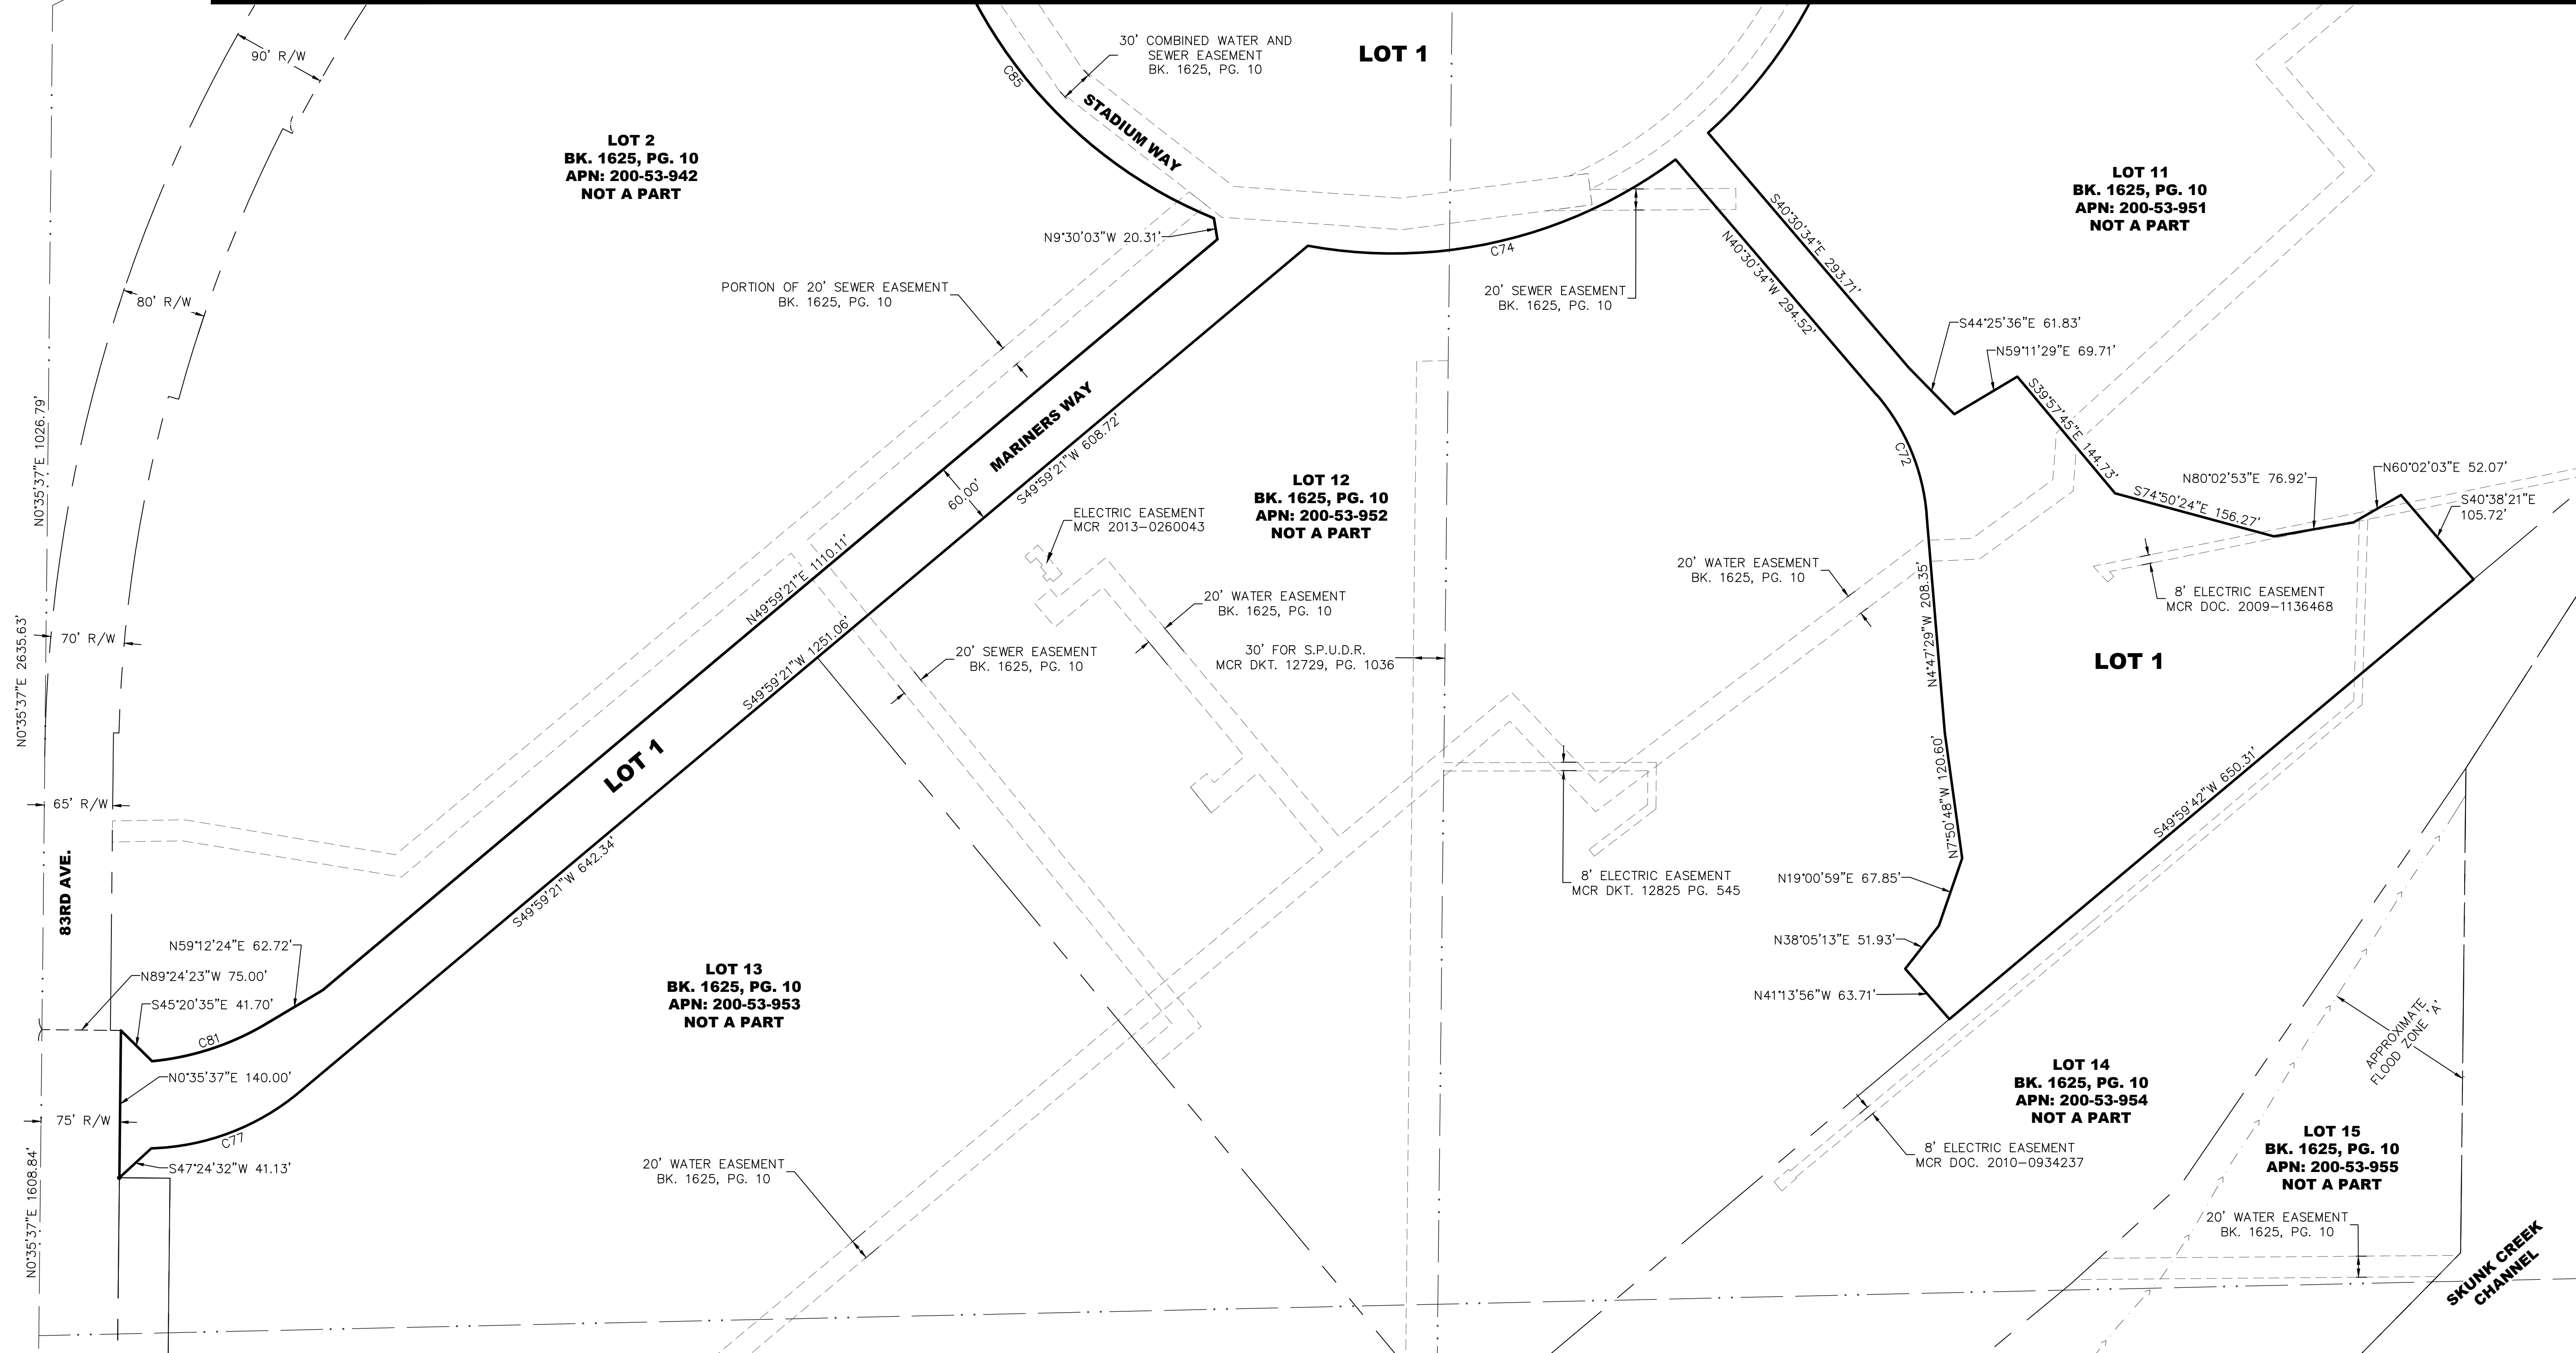 90' R/W
30' COMBINED WATER AND
SEWER EASEMENT
BK. 1625, PG. 10
LOT 1
C85
STADIUM WAY
LOT 2
BK. 1625, PG. 10
APN: 200-53-942
NOT A PART
LOT 11
BK. 1625, PG. 10
APN: 200-53-951
NOT A PART
N9°30'03"W 20.31'
C74
S40°30'34"E 293.71'
N40°30'34"W 294.52'
80' R/W
PORTION OF 20' SEWER EASEMENT
BK. 1625, PG. 10
20' SEWER EASEMENT
BK. 1625, PG. 10
S44°25'36"E 61.83'
N59°11'29"E 69.71'
S39°57'45"E 144.73'
N0°35'37"E 1026.79'
MARINERS WAY
S49°59'21"W 608.72'
60.00'
C72
N80°02'53"E 76.92'
N60°02'03"E 52.07'
S40°38'21"E
105.72'
S74°50'24"E 156.27'
LOT 12
BK. 1625, PG. 10
APN: 200-53-952
NOT A PART
ELECTRIC EASEMENT
MCR 2013-0260043
N49°59'21"E 1110.11'
20' WATER EASEMENT
BK. 1625, PG. 10
20' WATER EASEMENT
BK. 1625, PG. 10
8' ELECTRIC EASEMENT
MCR DOC. 2009-1136468
N0°35'37"E 2635.63'
70' R/W
S49°59'21"W 1251.06'
20' SEWER EASEMENT
BK. 1625, PG. 10
30' FOR S.P.U.D.R.
MCR DKT. 12729, PG. 1036
N4°47'29"W 208.35'
LOT 1
LOT 1
65' R/W
N7°50'48"W 120.60'
S49°59'42"W 650.31'
83RD AVE.
S49°59'21"W 642.34'
8' ELECTRIC EASEMENT
MCR DKT. 12825 PG. 545
N19°00'59"E 67.85'
N38°05'13"E 51.93'
N41°13'56"W 63.71'
N59°12'24"E 62.72'
N89°24'23"W 75.00'
S45°20'35"E 41.70'
C81
LOT 13
BK. 1625, PG. 10
APN: 200-53-953
NOT A PART
N0°35'37"E 140.00'
75' R/W
C77
S47°24'32"W 41.13'
N0°35'37"E 1608.84'
20' WATER EASEMENT
BK. 1625, PG. 10
LOT 14
BK. 1625, PG. 10
APN: 200-53-954
NOT A PART
8' ELECTRIC EASEMENT
MCR DOC. 2010-0934237
APPROXIMATE
FLOOD ZONE 'A'
LOT 15
BK. 1625, PG. 10
APN: 200-53-955
NOT A PART
20' WATER EASEMENT
BK. 1625, PG. 10
SKUNK CREEK
CHANNEL